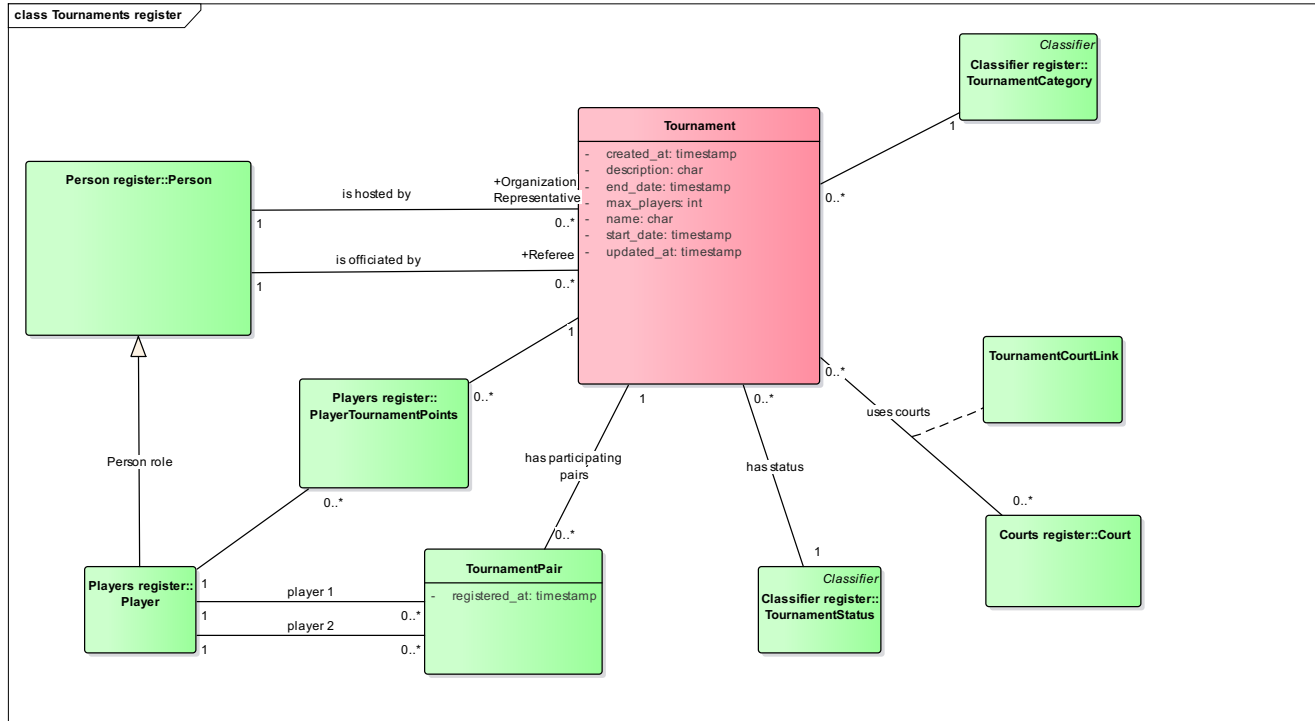 class Tournaments register
Classifier
Classifier register::
TournamentCategory
1
0..*
Tournament
- created_at: timestamp
- description: char
- end_date: timestamp
- max_players: int
- name: char
- start_date: timestamp
- updated_at: timestamp
Person register::Person
is hosted by
+Organization
Representative
1
0..*
is officiated by
+Referee
1
0..*
1
Players register::
PlayerTournamentPoints
0..*
0..*
Person role
1
has participating
pairs
0..*
0..*
has status
1
0..*
uses courts
TournamentCourtLink
0..*
Courts register::Court
Players register::
Player
1
player 1
1
0..*
player 2
1
0..*
TournamentPair
- registered_at: timestamp
Classifier
Classifier register::
TournamentStatus